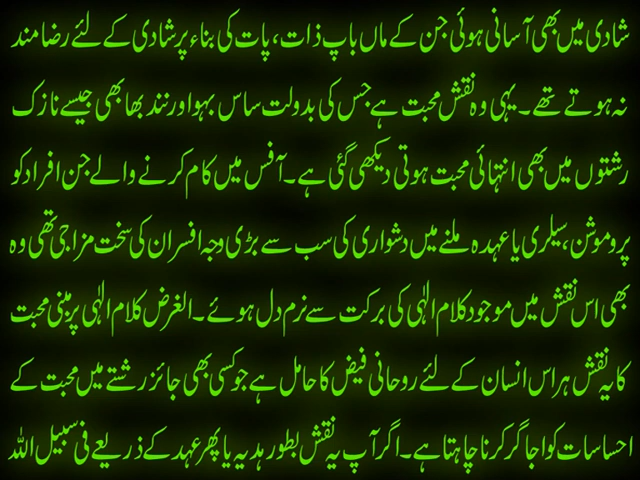 شادی میں بھی آسانی ہوئی جن کے ماں باپ ذات، پات کی بناء پر شادی کے لئے رضا مند
نہ ہوتے تھے۔ یہی وہ نقش محبت ہے جس کی بدولت ساس بہو اور نند بھابھی جیسے نازک
رشتوں میں بھی انتہائی محبت ہوتی دیکھی گئی ہے۔ آفس میں کام کرنے والے جن افراد کو
پروموشن، سیلری یا عہدہ ملنے میں دشواری کی سب سے بڑی وجہ افسران کی سخت مزاجی تھی وہ
بھی اس نقش میں موجود کلام الٰہی کی برکت سے نرم دل ہوئے۔ الغرض کلام الٰہی پر مبنی محبت
کا یہ نقش ہر اس انسان کے لئے روحانی فیض کا حامل ہے جو کسی بھی جائز رشتے میں محبت کے
احساسات کو اجاگر کرنا چاہتا ہے۔ اگر آپ یہ نقش بطور ہدیہ یا پھر عہد کے ذریعے فی سبیل اللہ